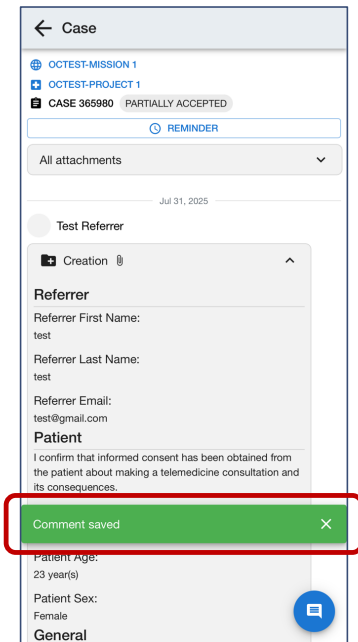 Case
OCTEST-MISSION 1
OCTEST-PROJECT 1
CASE 365980 PARTIALLY ACCEPTED
REMINDER
All attachments
Jul 31, 2025
Test Referrer
Creation
Referrer
Referrer First Name:
test
Referrer Last Name:
test
Referrer Email:
test@gmail.com
Patient
I confirm that informed consent has been obtained from
the patient about making a telemedicine consultation and
its consequences.
Comment saved
Patient Age:
23 year(s)
Patient Sex:
Female
General